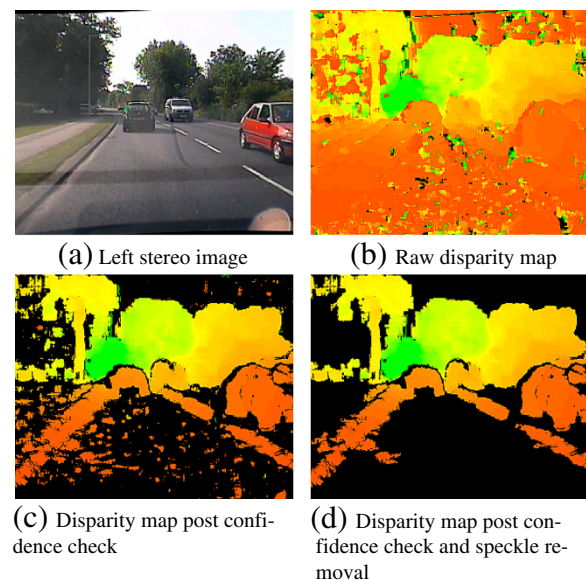 (a) Left stereo image
(b) Raw disparity map
(c) Disparity map post confi-
dence check
(d) Disparity map post con-
fidence check and speckle re-
moval